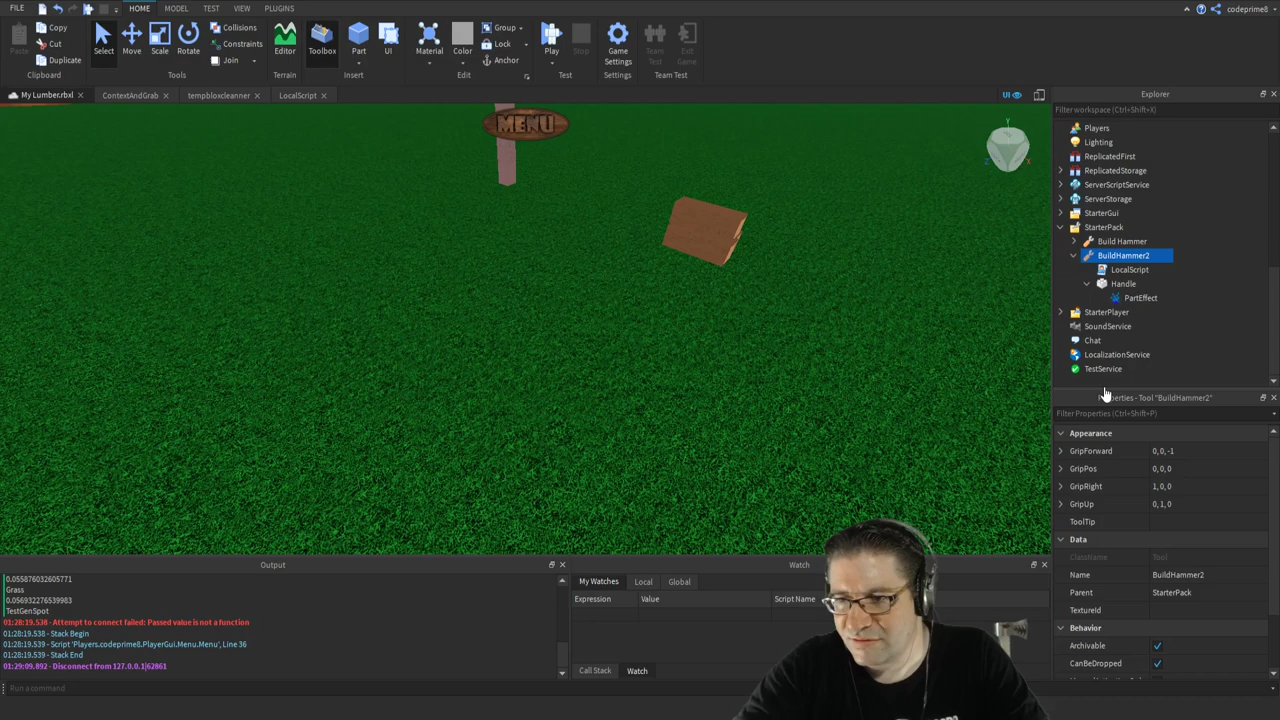 FILE HOME MODEL TEST VIEW PLUGINS codeprime8
Paste Copy Cut Duplicate Select Move Scale Rotate Collisions Constraints Join Editor Toolbox Part UI Material Color Group Lock Anchor Play Stop Game Settings Team Test Exit Game
Clipboard Tools Terrain Insert Edit Test Settings Team Test
My Lumber.rbxl ContextAndGrab tempbloxcleanner LocalScript UI
MENU
Explorer
Filter workspace (Ctrl+Shift+X)
Players
Lighting
ReplicatedFirst
ReplicatedStorage
ServerScriptService
ServerStorage
StarterGui
StarterPack
Build Hammer
BuildHammer2
LocalScript
Handle
PartEffect
StarterPlayer
SoundService
Chat
LocalizationService
TestService
Properties - Tool "BuildHammer2"
Filter Properties (Ctrl+Shift+P)
Appearance
GripForward 0, 0, -1
GripPos 0, 0, 0
GripRight 1, 0, 0
GripUp 0, 1, 0
ToolTip
Data
ClassName Tool
Name BuildHammer2
Parent StarterPack
TextureId
Behavior
Archivable
CanBeDropped
Output
0.055876032605771
Grass
0.056932276539983
TestGenSpot
01:28:19.538 - Attempt to connect failed: Passed value is not a function
01:28:19.538 - Stack Begin
01:28:19.539 - Script 'Players.codeprime8.PlayerGui.Menu.Menu', Line 36
01:28:19.539 - Stack End
01:29:09.892 - Disconnect from 127.0.0.1|62861
Watch
My Watches Local Global
Expression Value Script Name
Call Stack Watch
Run a command